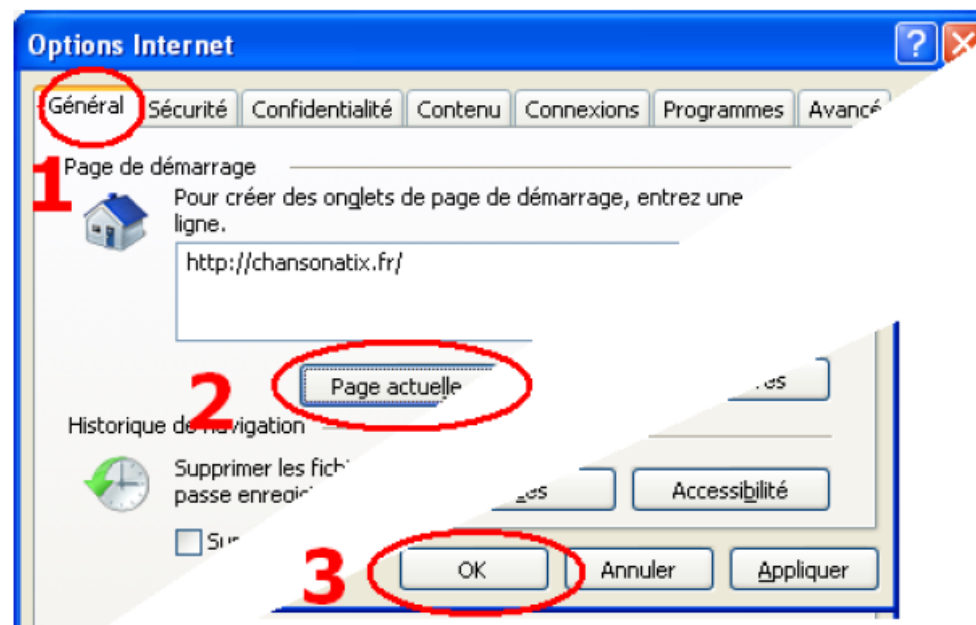 Options Internet
Général Sécurité Confidentialité Contenu Connexions Programmes Avancé
1
Page de démarrage
Pour créer des onglets de page de démarrage, entrez une
ligne.
http://chansonatix.fr/
2
Page actuelle
Historique de navigation
Supprimer les
passe
Accessibilité
3
OK Annuler Appliquer